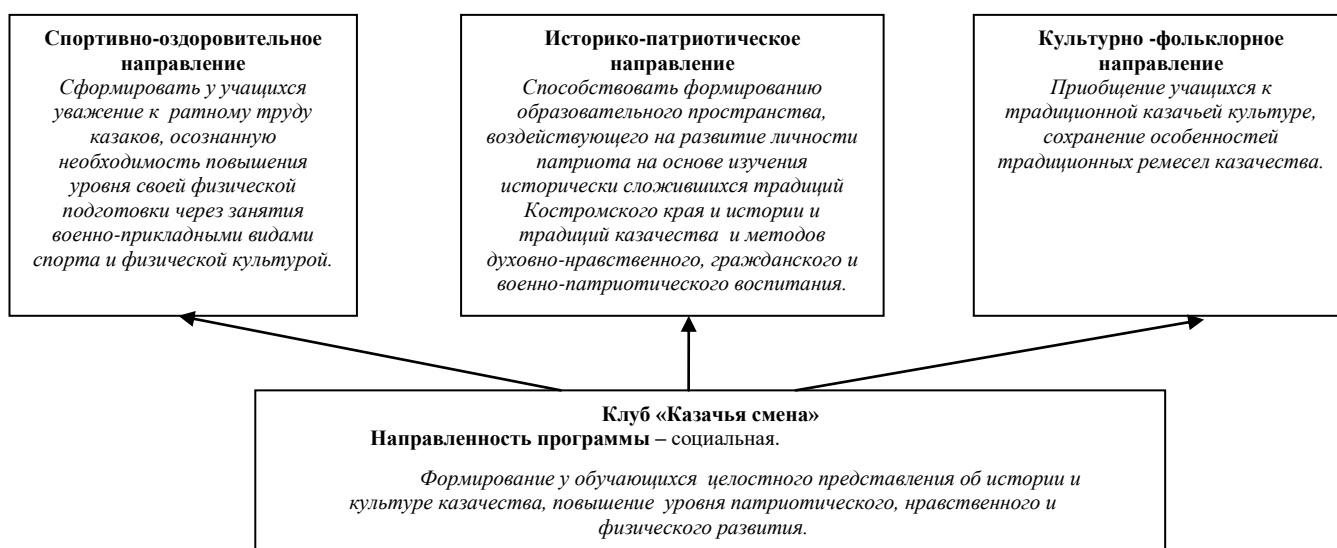 Спортивно-оздоровительное
направление
Сформировать у учащихся
уважение к ратному труду
казаков, осознанную
необходимость повышения
уровня своей физической
подготовки через занятия
военно-прикладными видами
спорта и физической культурой.
Историко-патриотическое
направление
Способствовать формированию
образовательного пространства,
воздействующего на развитие личности
патриота на основе изучения
исторически сложившихся традиций
Костромского края и истории и
традиций казачества и методов
духовно-нравственного, гражданского и
военно-патриотического воспитания.
Культурно -фольклорное
направление
Приобщение учащихся к
традиционной казачьей культуре,
сохранение особенностей
традиционных ремесел казачества.
Клуб «Казачья смена»
Направленность программы – социальная.
Формирование у обучающихся целостного представления об истории и
культуре казачества, повышение уровня патриотического, нравственного и
физического развития.